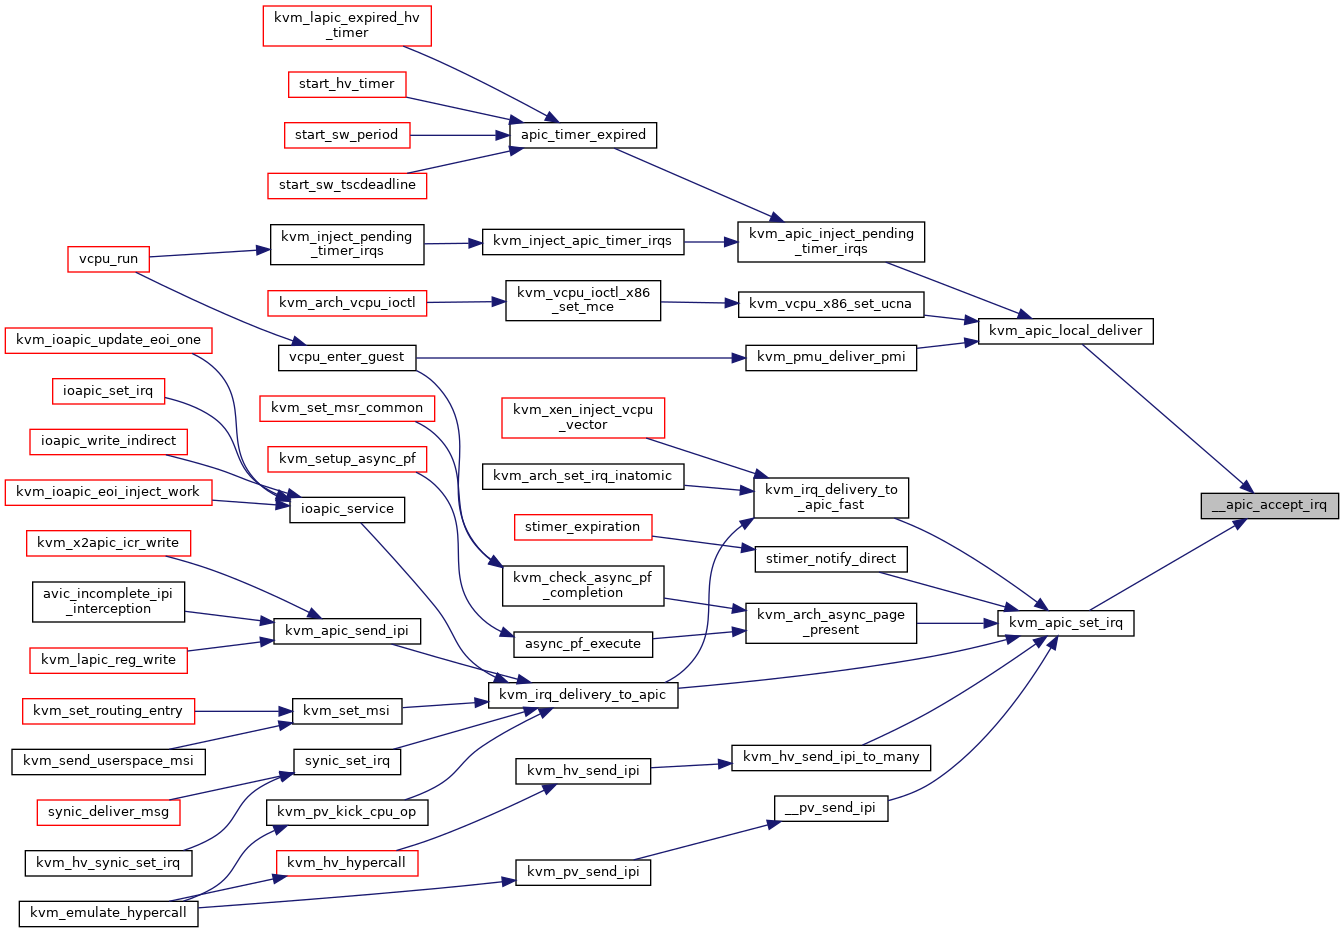 kvm_lapic_expired_hv
_timer
start_hv_timer
start_sw_period
apic_timer_expired
start_sw_tscdeadline
kvm_apic_inject_pending
_timer_irqs
kvm_inject_pending
_timer_irqs
kvm_inject_apic_timer_irqs
vcpu_run
kvm_arch_vcpu_ioctl
kvm_vcpu_ioctl_x86
_set_mce
kvm_vcpu_x86_set_ucna
kvm_apic_local_deliver
kvm_ioapic_update_eoi_one
vcpu_enter_guest
kvm_pmu_deliver_pmi
ioapic_set_irq
kvm_set_msr_common
kvm_xen_inject_vcpu
_vector
ioapic_write_indirect
kvm_setup_async_pf
kvm_arch_set_irq_inatomic
kvm_irq_delivery_to
_apic_fast
kvm_ioapic_eoi_inject_work
ioapic_service
__apic_accept_irq
stimer_expiration
kvm_x2apic_icr_write
stimer_notify_direct
kvm_check_async_pf
_completion
avic_incomplete_ipi
_interception
kvm_arch_async_page
_present
kvm_apic_set_irq
kvm_apic_send_ipi
async_pf_execute
kvm_lapic_reg_write
kvm_irq_delivery_to_apic
kvm_set_routing_entry
kvm_set_msi
kvm_send_userspace_msi
synic_set_irq
kvm_hv_send_ipi
kvm_hv_send_ipi_to_many
synic_deliver_msg
kvm_pv_kick_cpu_op
__pv_send_ipi
kvm_hv_synic_set_irq
kvm_hv_hypercall
kvm_pv_send_ipi
kvm_emulate_hypercall